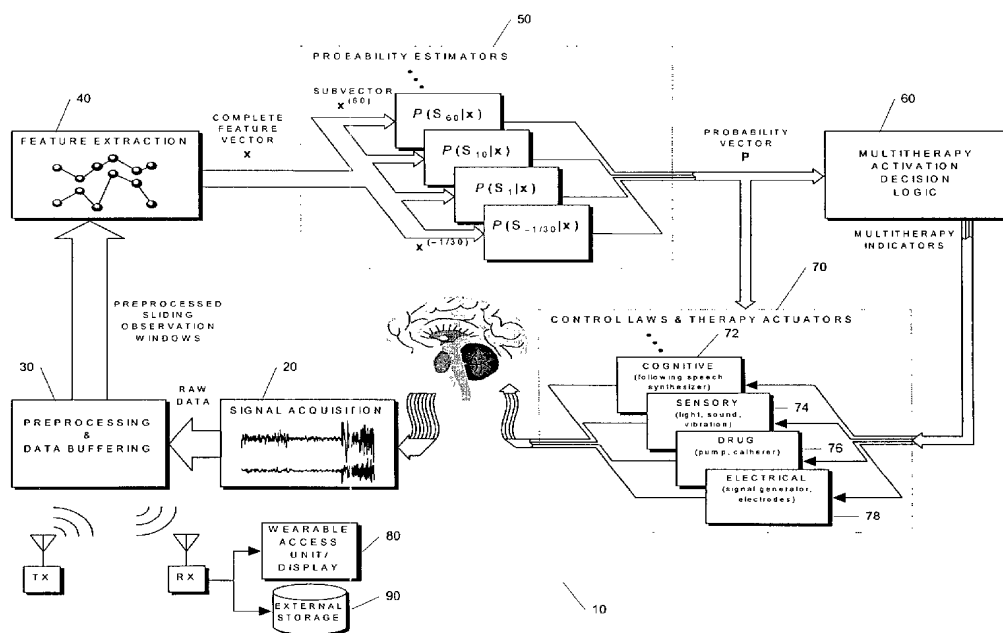 50
PROBABILITY ESTIMATORS
40
SUBVECTOR
x(60)
60
FEATURE EXTRACTION
COMPLETE
FEATURE
VECTOR
x
P(S60|x)
P(S10|x)
P(S1|x)
P(S-1/30|x)
x(-1/30)
PROBABILITY
VECTOR
P
MULTITHERAPY
ACTIVATION
DECISION
LOGIC
MULTITHERAPY
INDICATORS
PREPROCESSED
SLIDING
OBSERVATION
WINDOWS
70
CONTROL LAWS & THERAPY ACTUATORS
72
30
RAW
DATA
20
COGNITIVE
(following speech
synthesizer)
PREPROCESSING
&
DATA BUFFERING
SIGNAL ACQUISITION
SENSORY
(light, sound,
vibration)
74
DRUG
(pump, catheter)
76
ELECTRICAL
(signal generator,
electrodes)
78
TX
RX
WEARABLE
ACCESS
UNIT/
DISPLAY
80
EXTERNAL
STORAGE
90
10